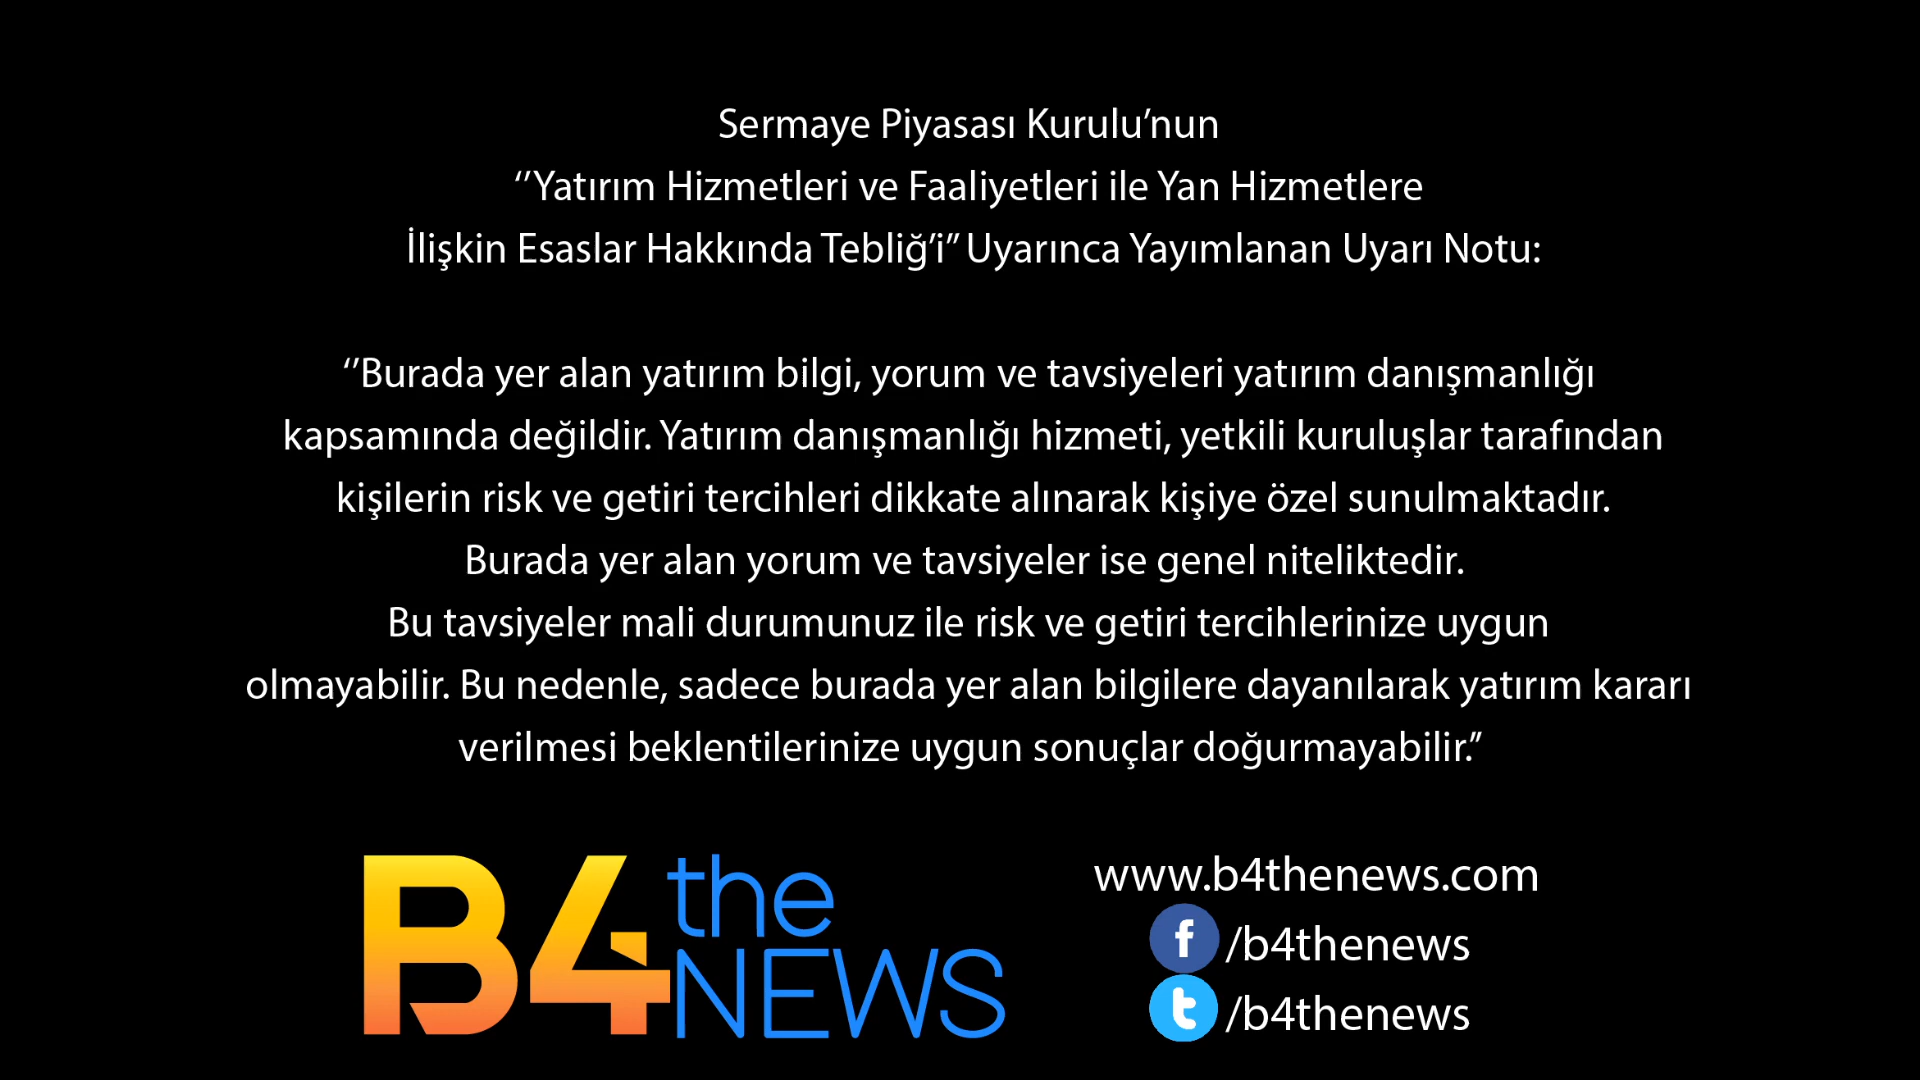 Sermaye Piyasası Kurulu’nun
‘’Yatırım Hizmetleri ve Faaliyetleri ile Yan Hizmetlere
İlişkin Esaslar Hakkında Tebliğ’i” Uyarınca Yayımlanan Uyarı Notu:
‘’Burada yer alan yatırım bilgi, yorum ve tavsiyeleri yatırım danışmanlığı
kapsamında değildir. Yatırım danışmanlığı hizmeti, yetkili kuruluşlar tarafından
kişilerin risk ve getiri tercihleri dikkate alınarak kişiye özel sunulmaktadır.
Burada yer alan yorum ve tavsiyeler ise genel niteliktedir.
Bu tavsiyeler mali durumunuz ile risk ve getiri tercihlerinize uygun
olmayabilir. Bu nedenle, sadece burada yer alan bilgilere dayanılarak yatırım kararı
verilmesi beklentilerinize uygun sonuçlar doğurmayabilir.”
B4 the
NEWS
www.b4thenews.com
f /b4thenews
t /b4thenews